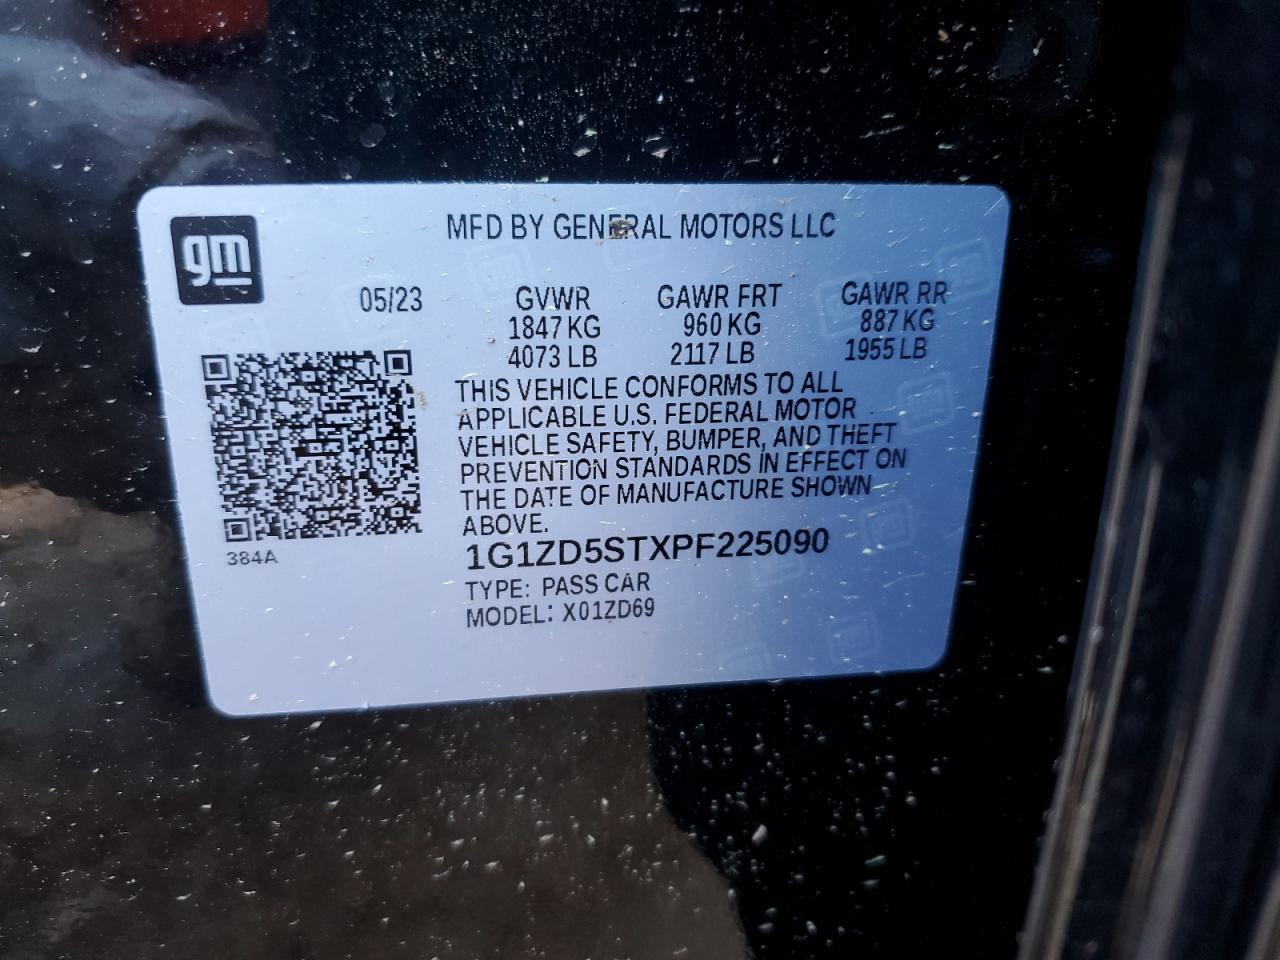 gm
MFD BY GENERAL MOTORS LLC
05/23 GVWR GAWR FRT GAWR RR
1847 KG 960 KG 887 KG
4073 LB 2117 LB 1955 LB
THIS VEHICLE CONFORMS TO ALL
APPLICABLE U.S. FEDERAL MOTOR
VEHICLE SAFETY, BUMPER, AND THEFT
PREVENTION STANDARDS IN EFFECT ON
THE DATE OF MANUFACTURE SHOWN
ABOVE.
384A
1G1ZD5STXPF225090
TYPE: PASS CAR
MODEL: X01ZD69